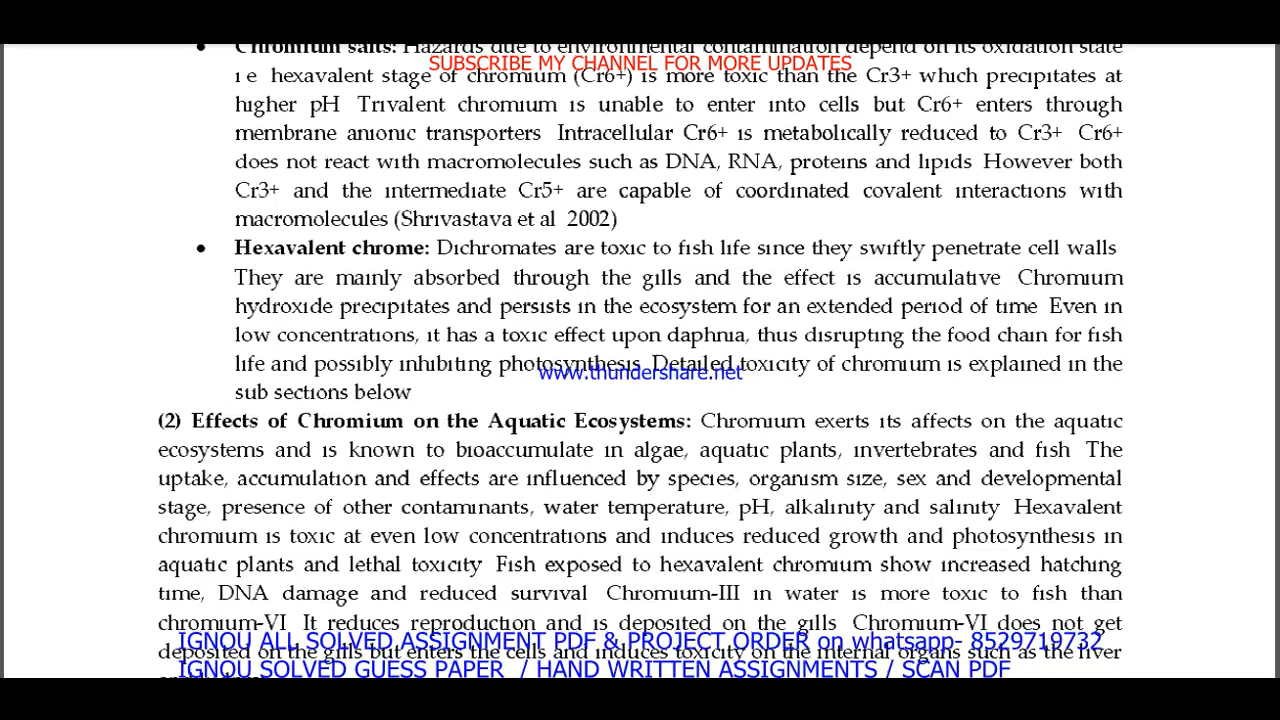 • Chromium salts: Hazards due to environmental contamination depend on its oxidation state
SUBSCRIBE MY CHANNEL FOR MORE UPDATES
i e hexavalent stage of chromium (Cr6+) is more toxic than the Cr3+ which precipitates at
higher pH Trivalent chromium is unable to enter into cells but Cr6+ enters through
membrane anionic transporters Intracellular Cr6+ is metabolically reduced to Cr3+ Cr6+
does not react with macromolecules such as DNA, RNA, proteins and lipids However both
Cr3+ and the intermediate Cr5+ are capable of coordinated covalent interactions with
macromolecules (Shrivastava et al 2002)
• Hexavalent chrome: Dichromates are toxic to fish life since they swiftly penetrate cell walls
They are mainly absorbed through the gills and the effect is accumulative Chromium
hydroxide precipitates and persists in the ecosystem for an extended period of time Even in
low concentrations, it has a toxic effect upon daphnia, thus disrupting the food chain for fish
life and possibly inhibiting photosynthesis Detailed toxicity of chromium is explained in the
www.thundershare.net
sub sections below
(2) Effects of Chromium on the Aquatic Ecosystems: Chromium exerts its affects on the aquatic
ecosystems and is known to bioaccumulate in algae, aquatic plants, invertebrates and fish The
uptake, accumulation and effects are influenced by species, organism size, sex and developmental
stage, presence of other contaminants, water temperature, pH, alkalinity and salinity Hexavalent
chromium is toxic at even low concentrations and induces reduced growth and photosynthesis in
aquatic plants and lethal toxicity Fish exposed to hexavalent chromium show increased hatching
time, DNA damage and reduced survival Chromium-III in water is more toxic to fish than
chromium-VI It reduces reproduction and is deposited on the gills Chromium-VI does not get
IGNOU ALL SOLVED ASSIGNMENT PDF & PROJECT ORDER on whatsapp- 8529719732
deposited on the gills but enters the cells and induces toxicity on the internal organs such as the liver
IGNOU SOLVED GUESS PAPER / HAND WRITTEN ASSIGNMENTS / SCAN PDF